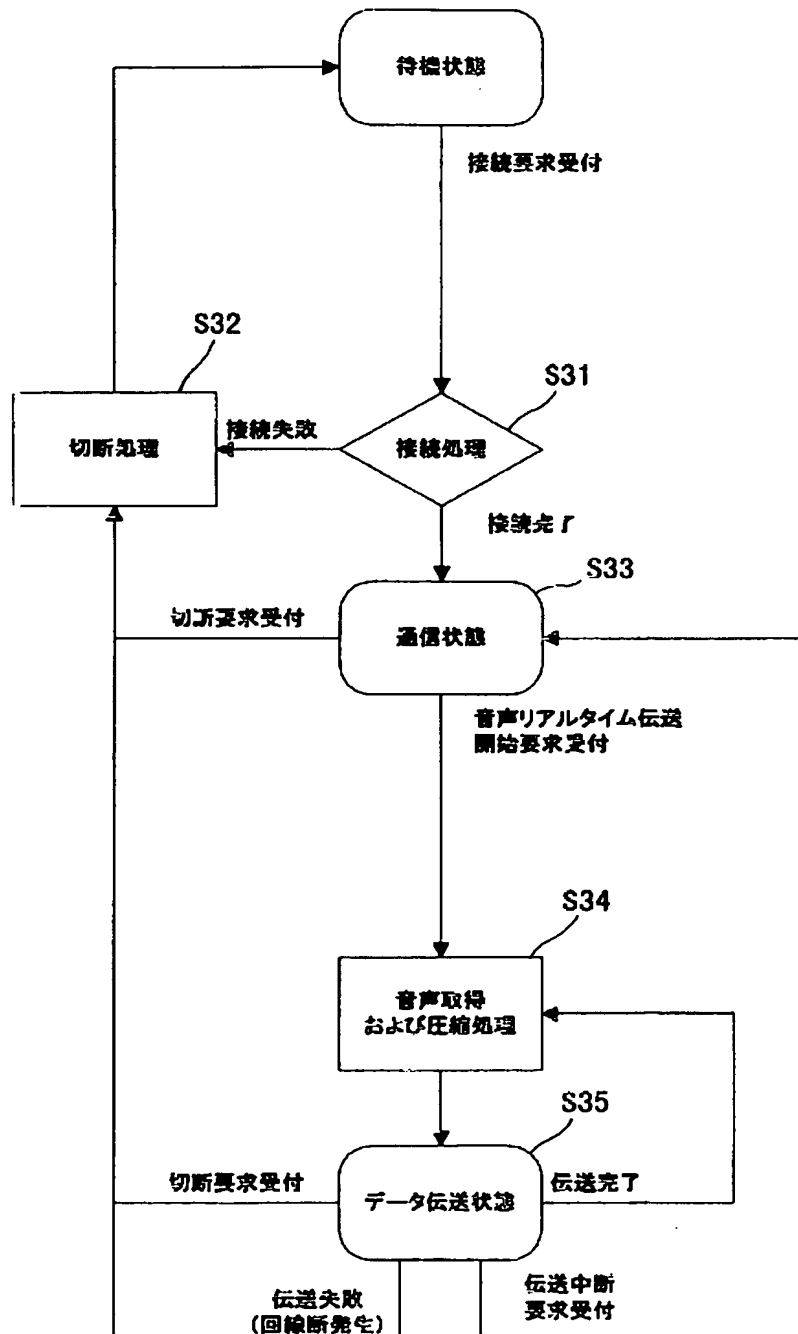 待機状態
接続要求受付
S32
S31
切断処理
接続失敗
接続処理
接続完了
S33
切断要求受付
通信状態
音声リアルタイム伝送
開始要求受付
S34
音声取得
および圧縮処理
S35
切断要求受付
データ伝送状態
伝送完了
伝送失敗
(回線断発生)
伝送中断
要求受付